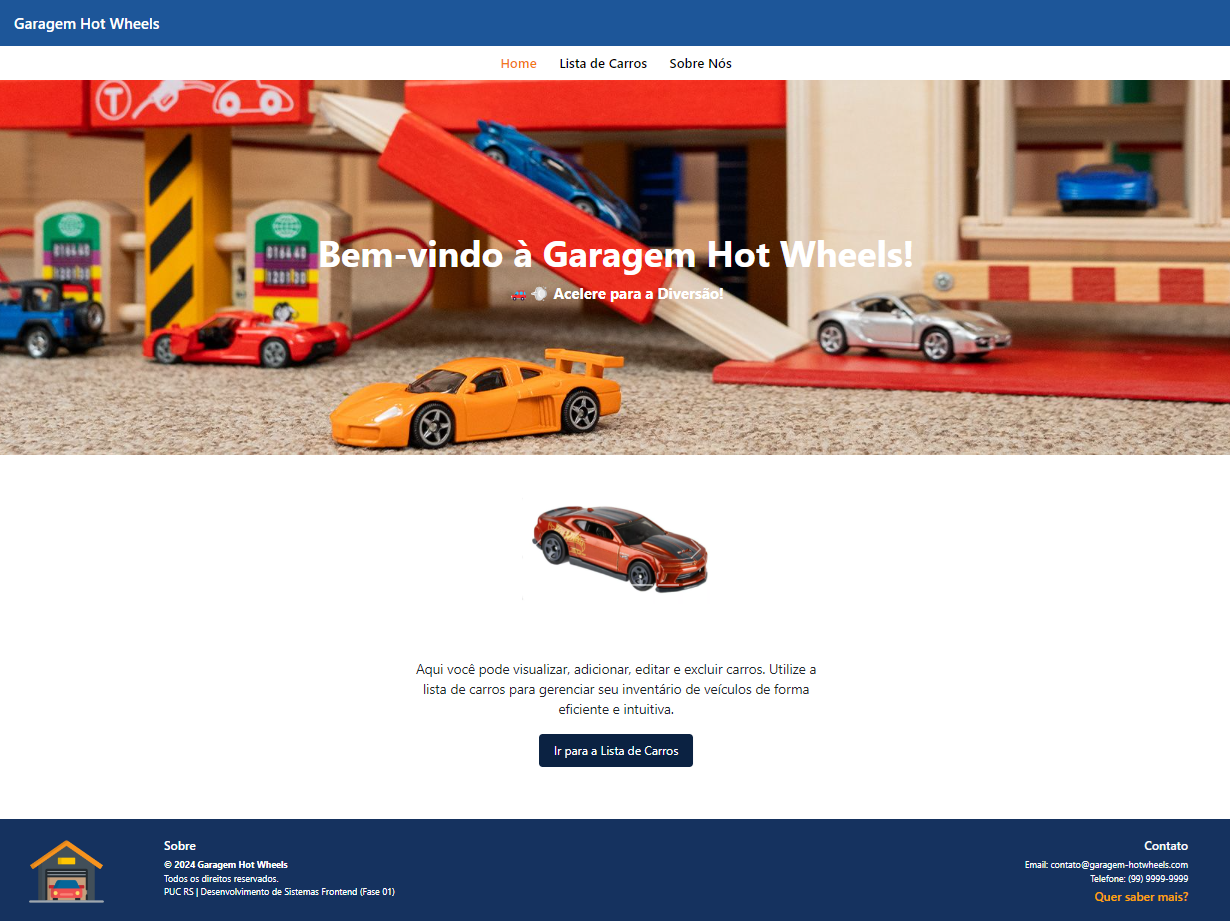 Garagem Hot Wheels
Home Lista de Carros Sobre Nós
T
Bem-vindo à Garagem Hot Wheels!
Acelere para a Diversão!
Aqui você pode visualizar, adicionar, editar e excluir carros. Utilize a
lista de carros para gerenciar seu inventário de veículos de forma
eficiente e intuitiva.
Ir para a Lista de Carros
Sobre
© 2024 Garagem Hot Wheels
Todos os direitos reservados.
PUC RS | Desenvolvimento de Sistemas Frontend (Fase 01)
Contato
Email: contato@garagem-hotwheels.com
Telefone: (99) 9999-9999
Quer saber mais?